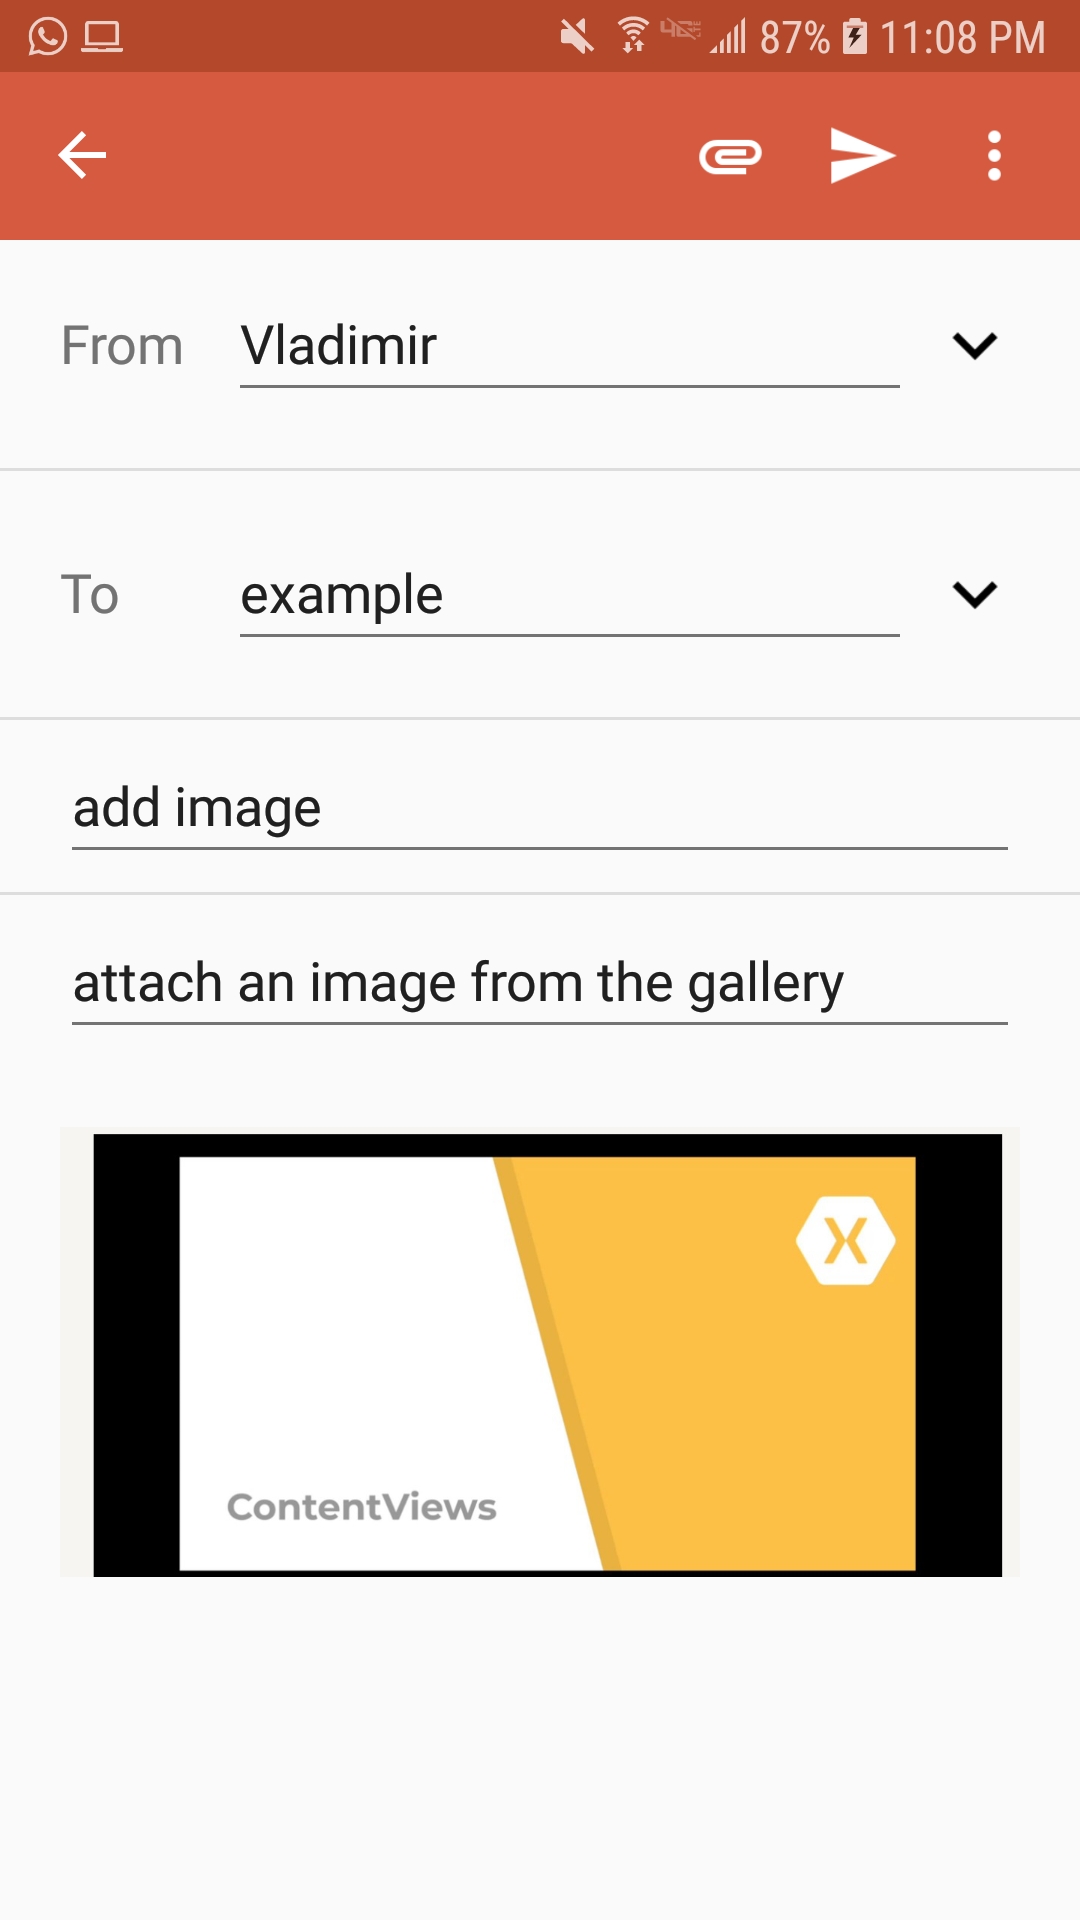 87% 11:08 PM
From Vladimir
To example
add image
attach an image from the gallery
X
ContentViews